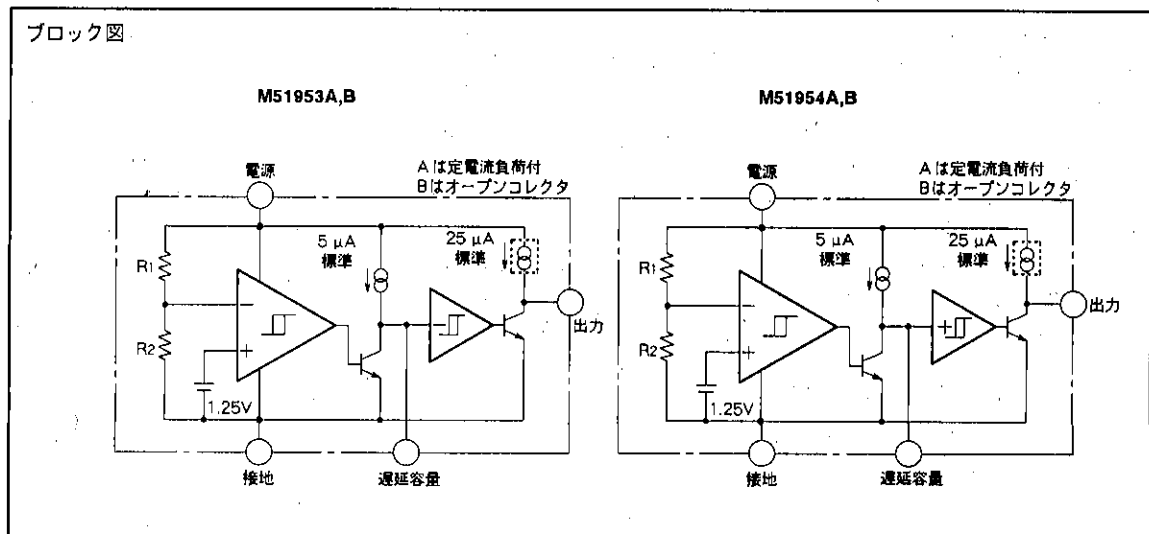 ブロック図
M51953A,B
電源
Aは定電流負荷付
Bはオープンコレクタ
5 μA
標準
25 μA
標準
R1
R2
−
+
−
1.25V
出力
接地
遅延容量
M51954A,B
電源
Aは定電流負荷付
Bはオープンコレクタ
5 μA
標準
25 μA
標準
R1
R2
−
+
+
1.25V
出力
接地
遅延容量